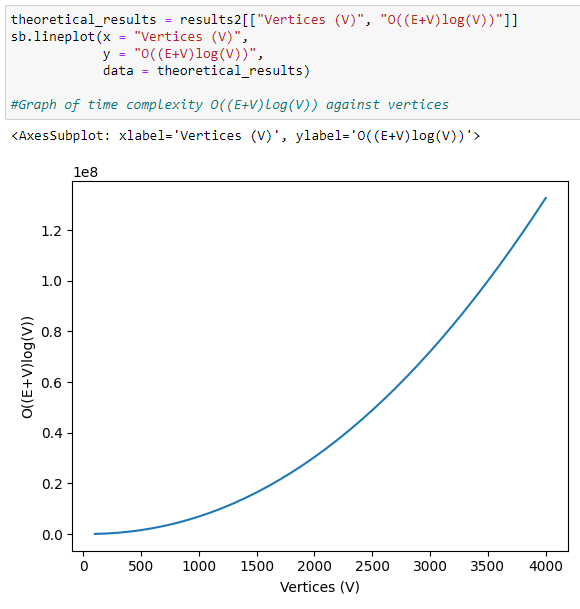 theoretical_results = results2[["Vertices (V)", "O((E+V)log(V))"]]
sb.lineplot(x = "Vertices (V)",
y = "O((E+V)log(V))",
data = theoretical_results)
#Graph of time complexity O((E+V)log(V)) against vertices
<AxesSubplot: xlabel='Vertices (V)', ylabel='O((E+V)log(V))'>
1e8
1.2
1.0
0.8
0.6
0.4
0.2
0.0
O((E+V)log(V))
0 500 1000 1500 2000 2500 3000 3500 4000
Vertices (V)